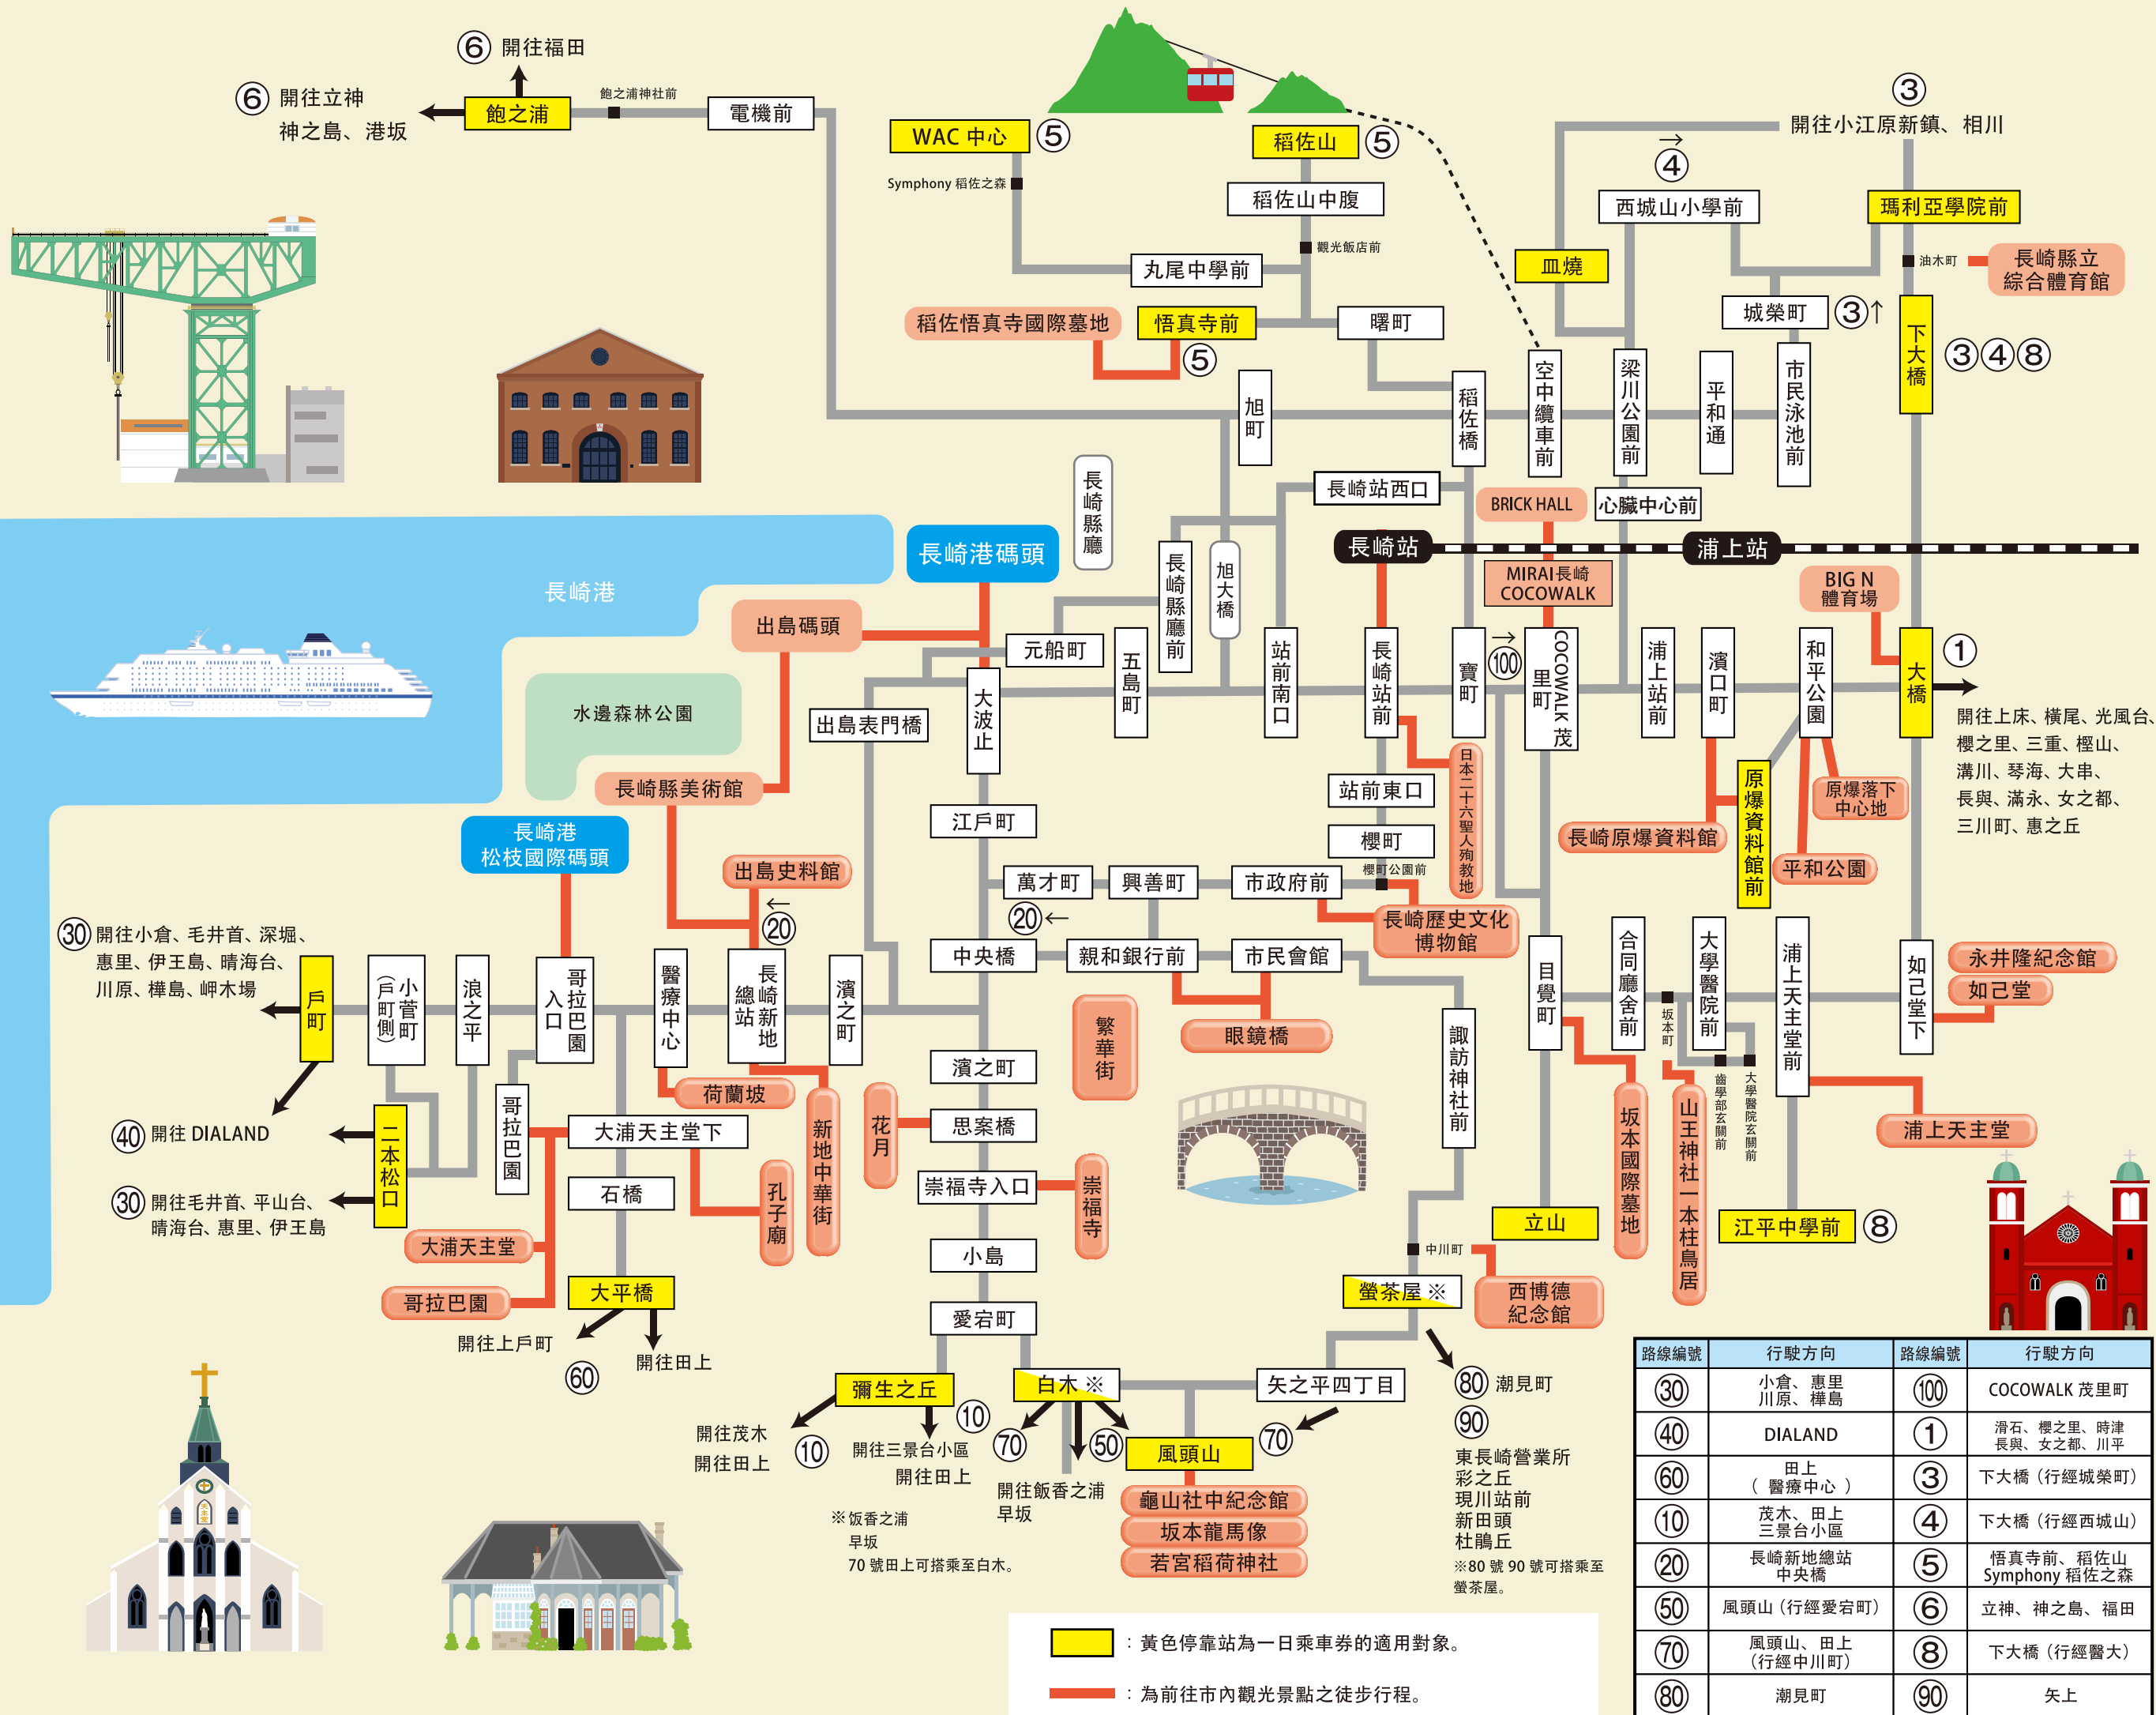 ⑥ 開往福田
⑥ 開往立神
神之島、港坂
飽之浦
飽之浦神社前
電機前
WAC 中心 ⑤
Symphony 稻佐之森
稻佐山 ⑤
稻佐山中腹
觀光飯店前
丸尾中學前
稻佐悟真寺國際墓地
悟真寺前
⑤
曙町
③
開往小江原新鎮、相川
→
④
西城山小學前
瑪利亞學院前
皿燒
油木町
長崎縣立
綜合體育館
城榮町 ③↑
下大橋
③④⑧
旭町
稻佐橋
空中纜車前
梁川公園前
平和通
市民泳池前
長崎縣廳
長崎站西口
BRICK HALL
心臟中心前
長崎港碼頭
長崎縣廳前
旭大橋
長崎站
浦上站
MIRAI長崎
COCOWALK
BIG N
體育場
長崎港
出島碼頭
元船町
五島町
站前南口
長崎站前
寶町
→
100
COCOWALK 茂里町
浦上站前
濱口町
和平公園
大橋
①
開往上床、橫尾、光風台、
櫻之里、三重、樫山、
溝川、琴海、大串、
長與、滿永、女之都、
三川町、惠之丘
水邊森林公園
出島表門橋
大波止
日本二十六聖人殉教地
原爆資料館前
原爆落下
中心地
長崎縣美術館
站前東口
江戶町
櫻町
櫻町公園前
長崎原爆資料館
平和公園
長崎港
松枝國際碼頭
出島史料館
←
⑳
萬才町
興善町
市政府前
⑳←
長崎歷史文化
博物館
㉚ 開往小倉、毛井首、深堀、
惠里、伊王島、晴海台、
川原、樺島、岬木場
戶町
小菅町
(戶町側)
浪之平
哥拉巴園
入口
醫療中心
長崎新地
總站
濱之町
中央橋
親和銀行前
市民會館
目覺町
合同廳舍前
坂本町
大學醫院前
浦上天主堂前
如己堂下
永井隆紀念館
如己堂
繁華街
眼鏡橋
諏訪神社前
齒學部玄關前
大學醫院玄關前
濱之町
荷蘭坡
㊵ 開往 DIALAND
二本松口
哥拉巴園
大浦天主堂下
新地中華街
花月
思案橋
坂本國際墓地
山王神社一本柱鳥居
浦上天主堂
㉚ 開往毛井首、平山台、
晴海台、惠里、伊王島
石橋
孔子廟
崇福寺入口
崇福寺
立山
江平中學前 ⑧
大浦天主堂
小島
中川町
哥拉巴園
大平橋
愛宕町
螢茶屋 ※
西博德
紀念館
開往上戶町
60
開往田上
彌生之丘
⑩
白木 ※
矢之平四丁目
80 潮見町
90
開往茂木
開往田上
⑩
開往三景台小區
開往田上
70
50
風頭山
70
開往飯香之浦
早坂
東長崎營業所
彩之丘
現川站前
新田頭
杜鵑丘
※80 號 90 號可搭乘至
螢茶屋。
※饭香之浦
早坂
70 號田上可搭乘至白木。
龜山社中紀念館
坂本龍馬像
若宮稻荷神社
天主堂
：黃色停靠站為一日乘車券的適用對象。
：為前往市內觀光景點之徒步行程。
路線編號 行駛方向 路線編號 行駛方向
30 小倉、惠里
川原、樺島
100 COCOWALK 茂里町
40 DIALAND
1 滑石、櫻之里、時津
長與、女之都、川平
60 田上
（ 醫療中心 ）
3 下大橋（行經城榮町）
10 茂木、田上
三景台小區
4 下大橋（行經西城山）
20 長崎新地總站
中央橋
5 悟真寺前、稻佐山
Symphony 稻佐之森
50 風頭山（行經愛宕町）
6 立神、神之島、福田
70 風頭山、田上
（行經中川町）
8 下大橋（行經醫大）
80 潮見町
90 矢上